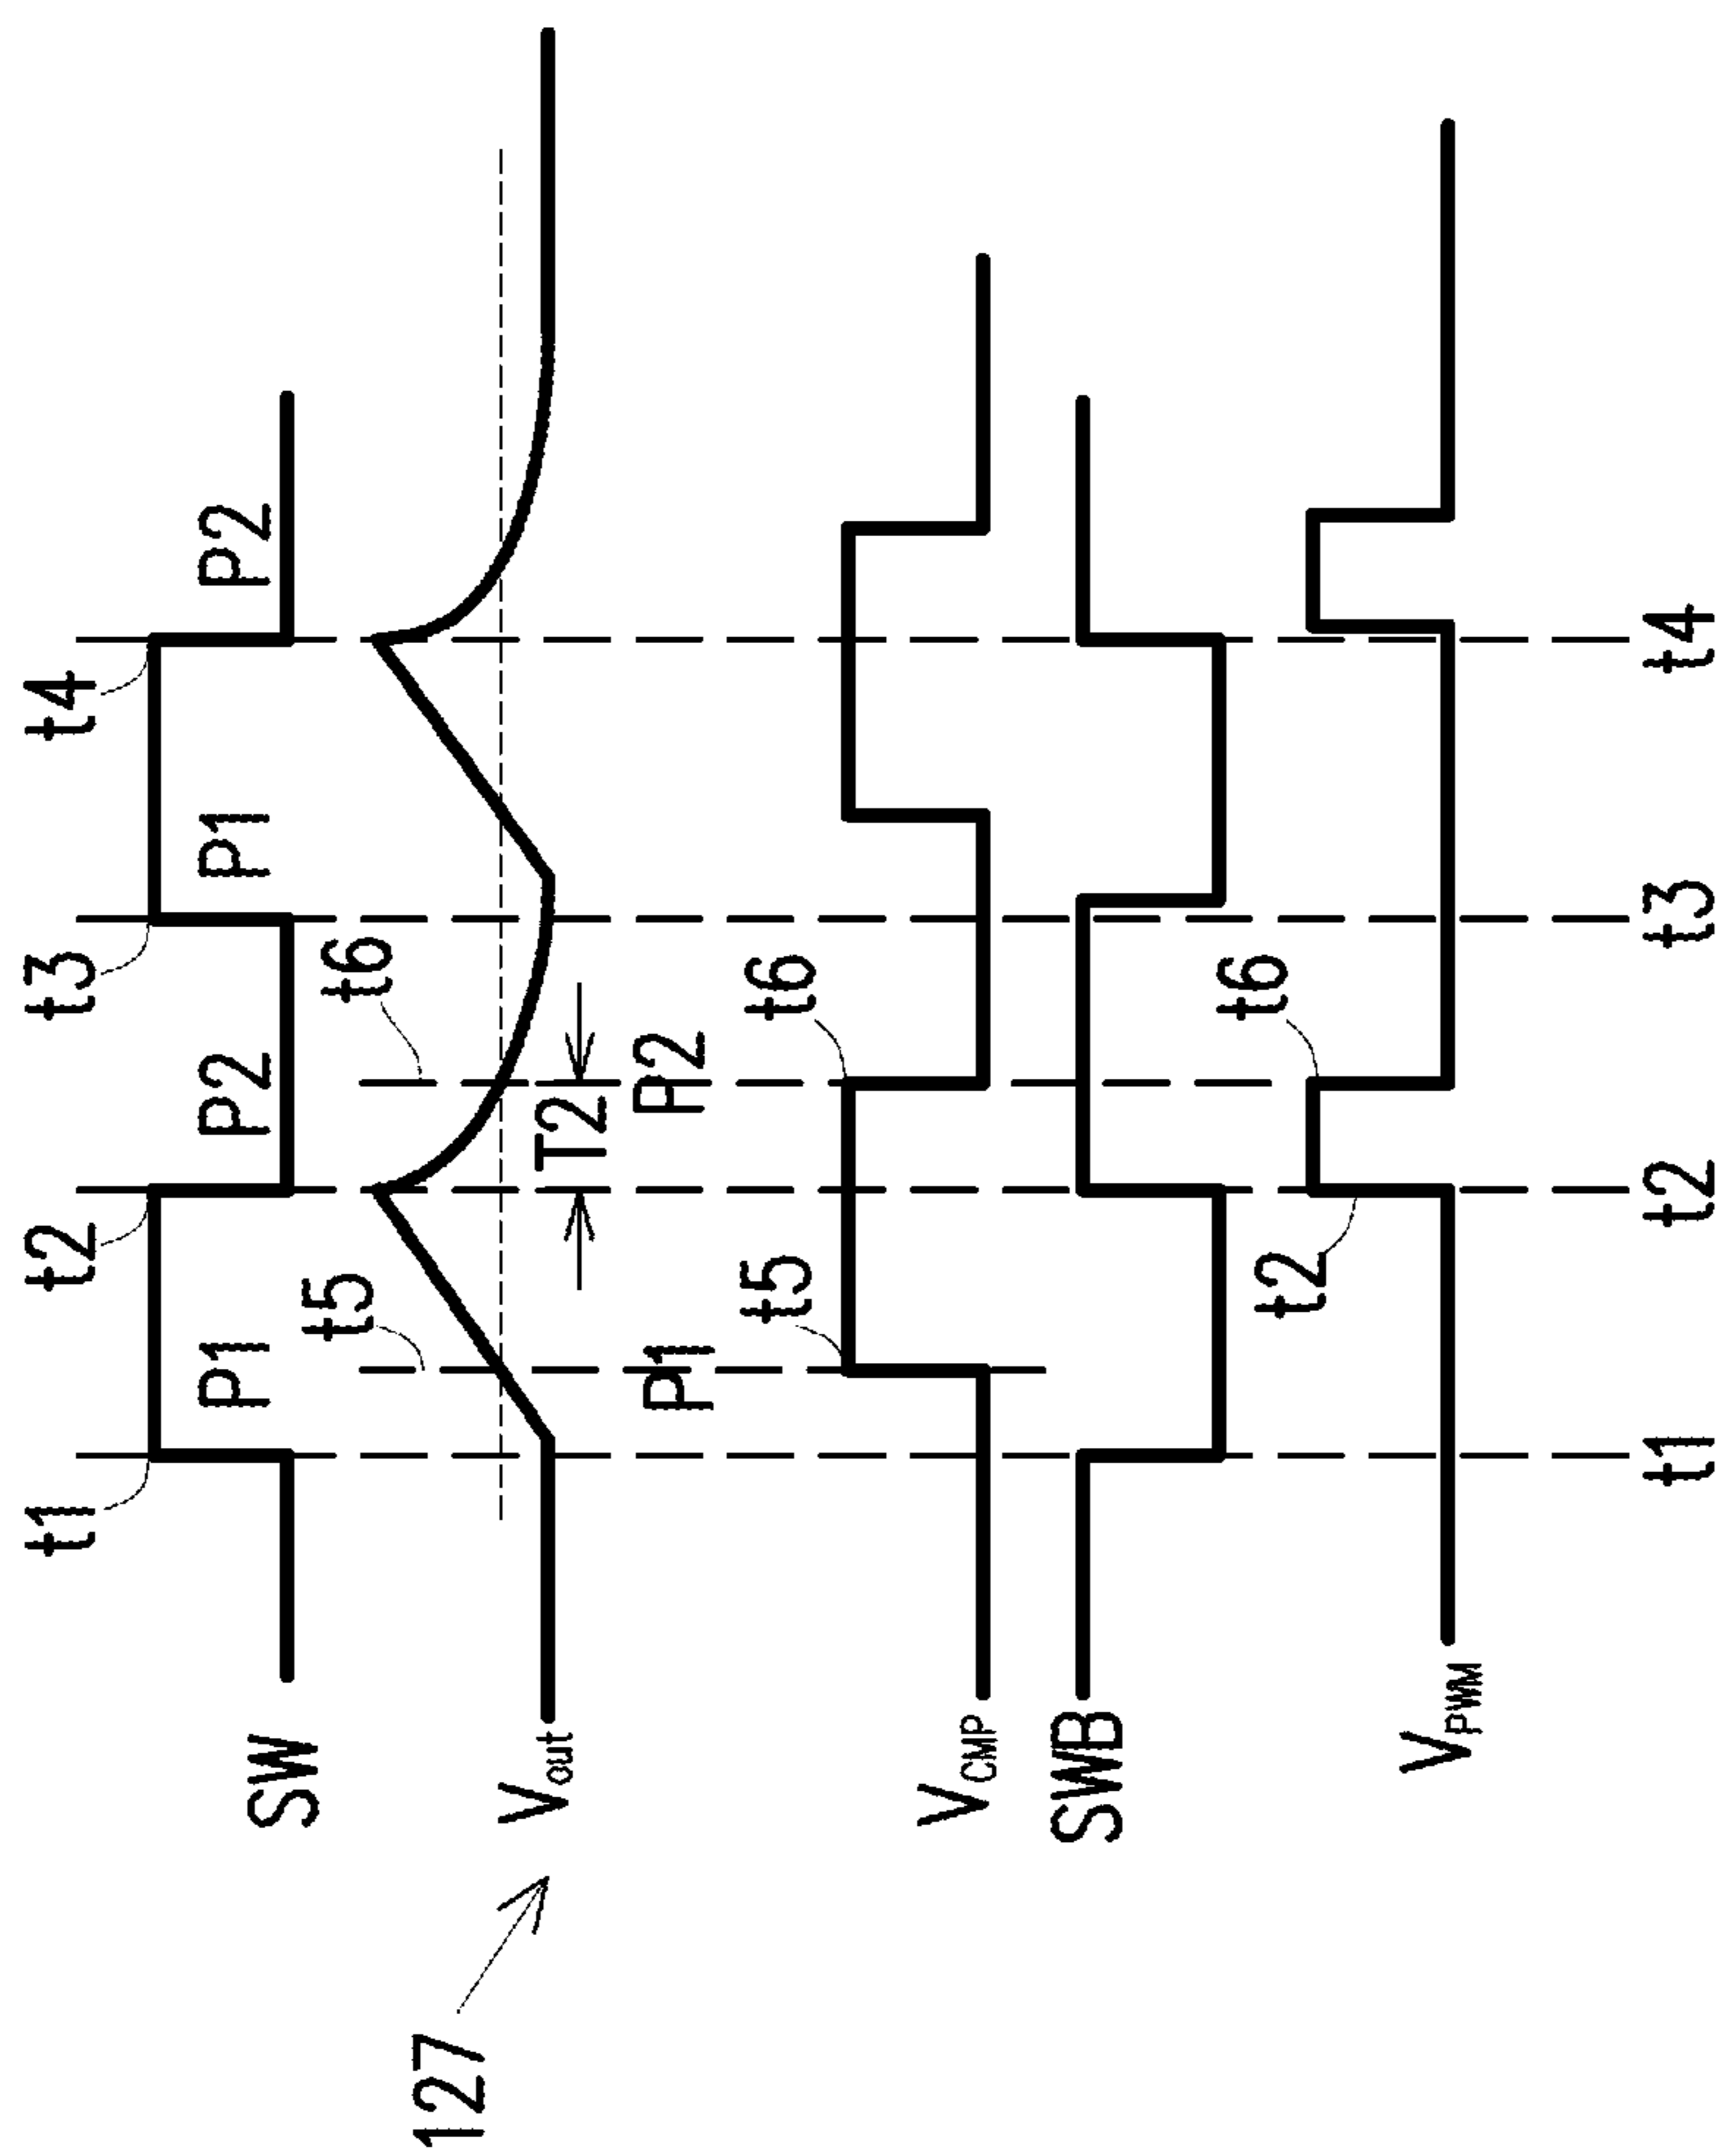 t1 t2 t3 t4
P1 P2 P1 P2
SW
t5 t6
127
Vout T2
P1 P2
t5 t6
VCMP
SWB
t2 t6
VPWM
t1 t2 t3 t4